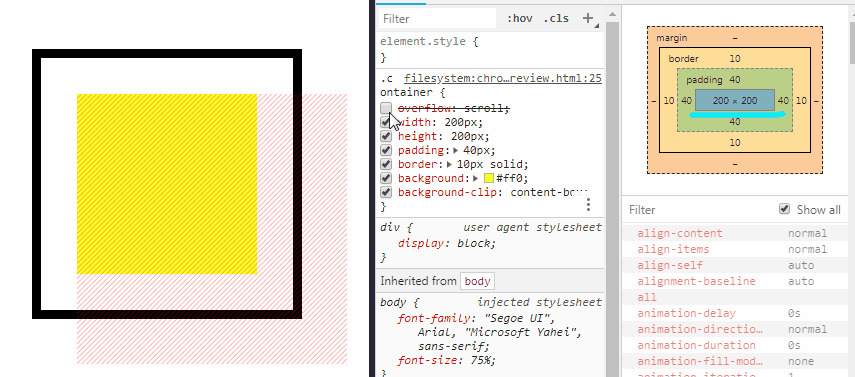 Filter :hov .cls +
element.style {
}
.c filesystem:chro…review.html:25
ontainer {
overflow: scroll;
width: 200px;
height: 200px;
padding: 40px;
border: 10px solid;
background: #ff0;
background-clip: content-bo
}
div { user agent stylesheet
display: block;
}
Inherited from body
body { injected stylesheet
font-family: "Segoe UI",
Arial, "Microsoft Yahei",
sans-serif;
font-size: 75%;
}
margin –
border 10
padding 40
– 10 40 200 × 200 40 10 –
40
10
–
Filter Show all
align-content normal
align-items normal
align-self auto
alignment-baseline auto
all
animation-delay 0s
animation-directio… normal
animation-duration 0s
animation-fill-mod… none
animation-iteratio… 1